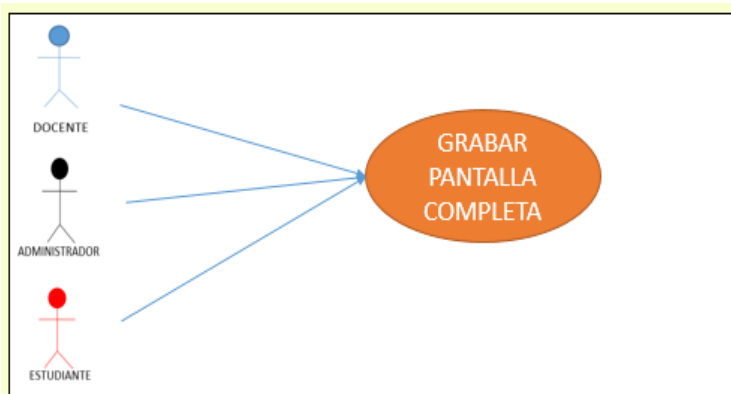 DOCENTE
ADMINISTRADOR
ESTUDIANTE
GRABAR
PANTALLA
COMPLETA